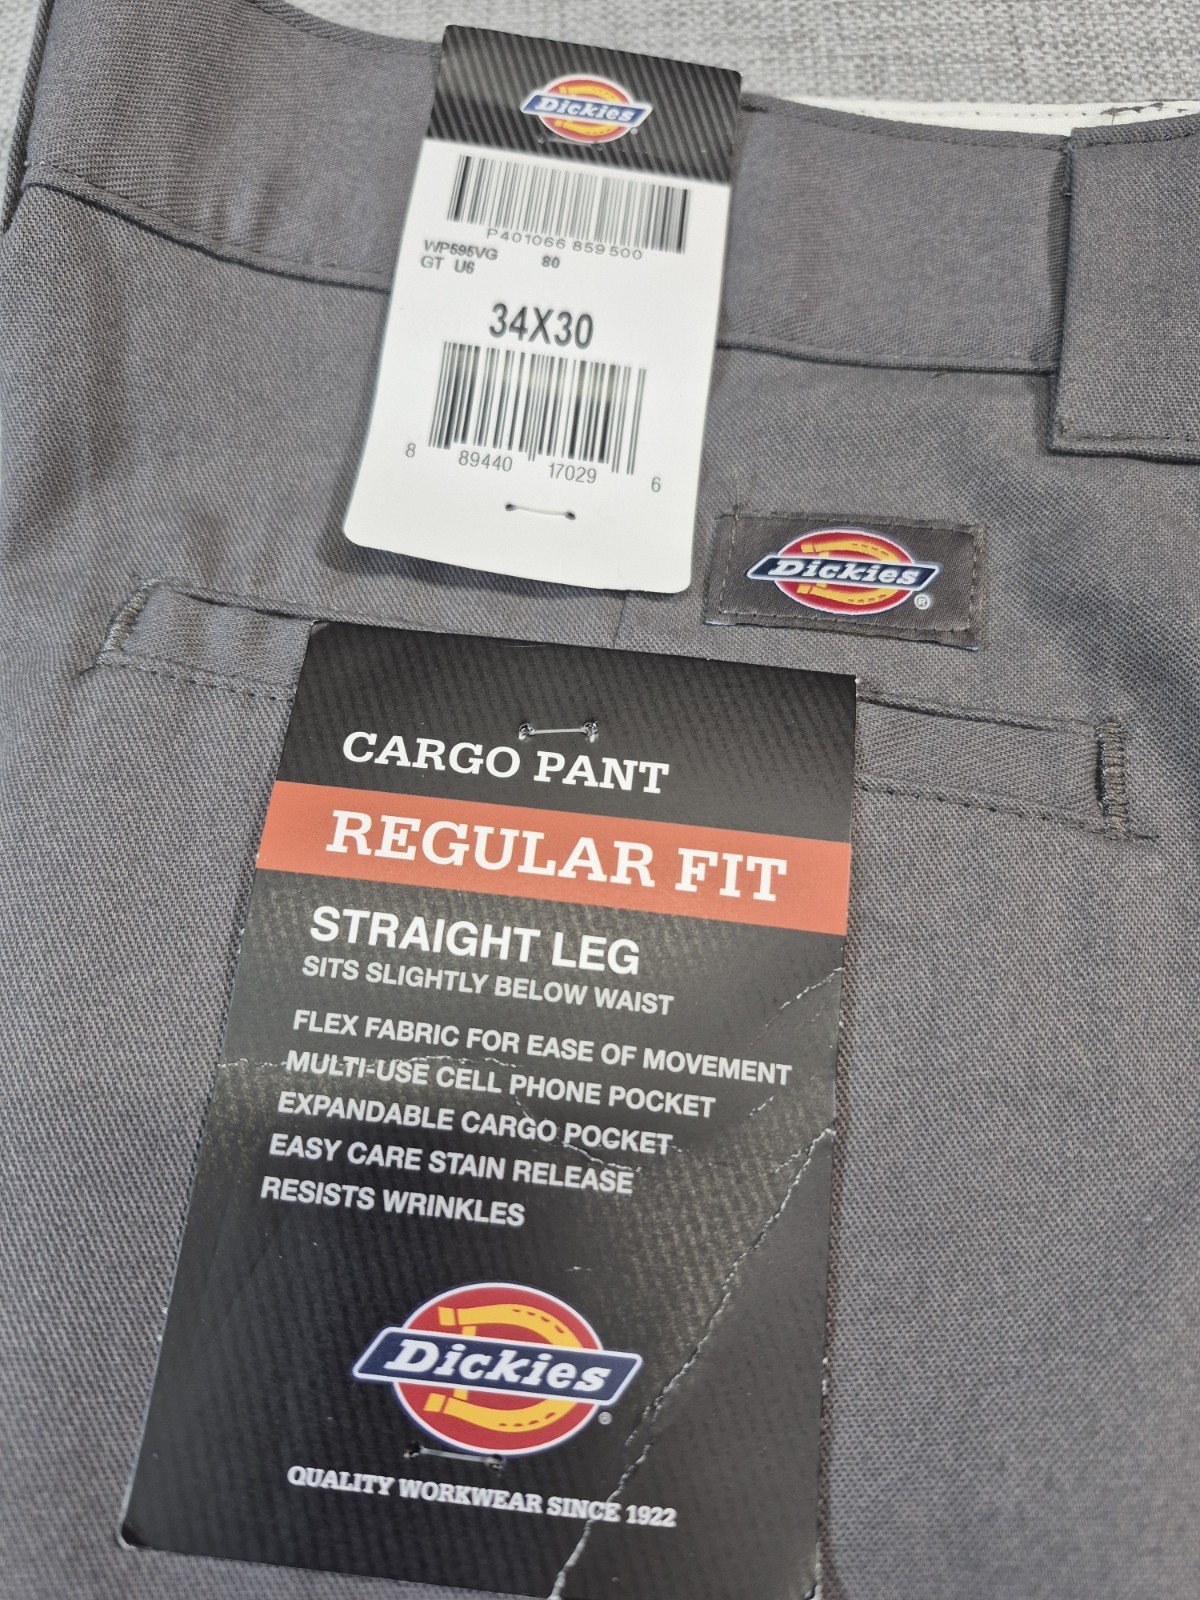 Dickies
P401066 859500
WP595VG 80
GT U6
34X30
8 89440 17029 6
Dickies®
CARGO PANT
REGULAR FIT
STRAIGHT LEG
SITS SLIGHTLY BELOW WAIST
FLEX FABRIC FOR EASE OF MOVEMENT
MULTI-USE CELL PHONE POCKET
EXPANDABLE CARGO POCKET
EASY CARE STAIN RELEASE
RESISTS WRINKLES
Dickies®
QUALITY WORKWEAR SINCE 1922